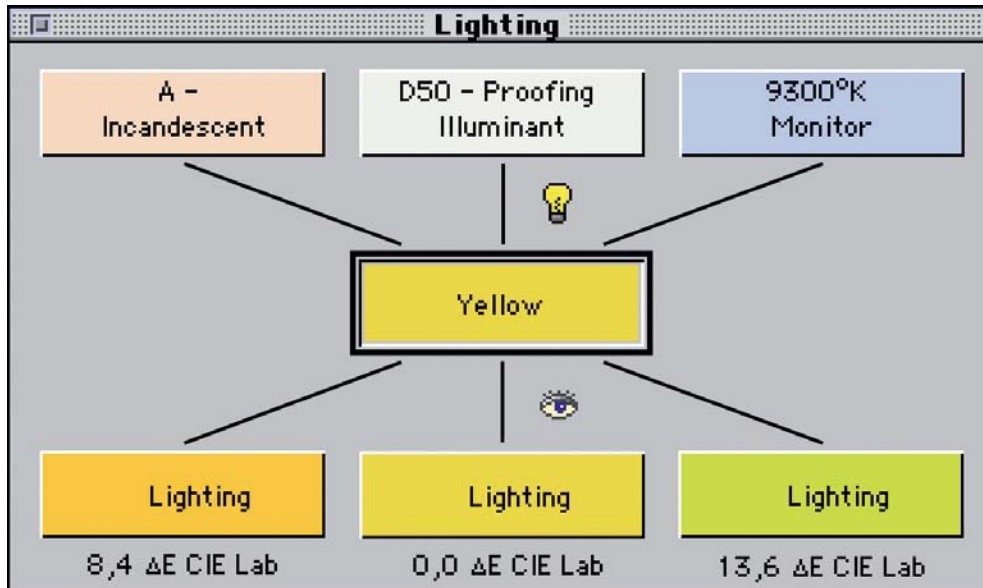 Lighting
A -
Incandescent
D50 - Proofing
Illuminant
9300°K
Monitor
Yellow
Lighting
Lighting
Lighting
8,4 ΔE CIE Lab
0,0 ΔE CIE Lab
13,6 ΔE CIE Lab